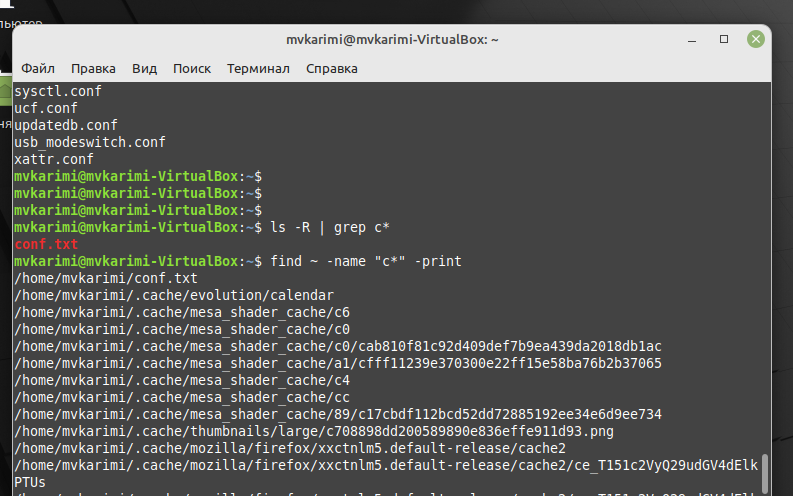 пьютер
mvkarimi@mvkarimi-VirtualBox: ~
Файл Правка Вид Поиск Терминал Справка
sysctl.conf
ucf.conf
updatedb.conf
usb_modeswitch.conf
xattr.conf
mvkarimi@mvkarimi-VirtualBox:~$
mvkarimi@mvkarimi-VirtualBox:~$
mvkarimi@mvkarimi-VirtualBox:~$
mvkarimi@mvkarimi-VirtualBox:~$ ls -R | grep c*
conf.txt
mvkarimi@mvkarimi-VirtualBox:~$ find ~ -name "c*" -print
/home/mvkarimi/conf.txt
/home/mvkarimi/.cache/evolution/calendar
/home/mvkarimi/.cache/mesa_shader_cache/c6
/home/mvkarimi/.cache/mesa_shader_cache/c0
/home/mvkarimi/.cache/mesa_shader_cache/c0/cab810f81c92d409def7b9ea439da2018db1ac
/home/mvkarimi/.cache/mesa_shader_cache/a1/cfff11239e370300e22ff15e58ba76b2b37065
/home/mvkarimi/.cache/mesa_shader_cache/c4
/home/mvkarimi/.cache/mesa_shader_cache/cc
/home/mvkarimi/.cache/mesa_shader_cache/89/c17cbdf112bcd52dd72885192ee34e6d9ee734
/home/mvkarimi/.cache/thumbnails/large/c708898dd200589890e836effe911d93.png
/home/mvkarimi/.cache/mozilla/firefox/xxctnlm5.default-release/cache2
/home/mvkarimi/.cache/mozilla/firefox/xxctnlm5.default-release/cache2/ce_T151c2VyQ29udGV4dElk
PTUs